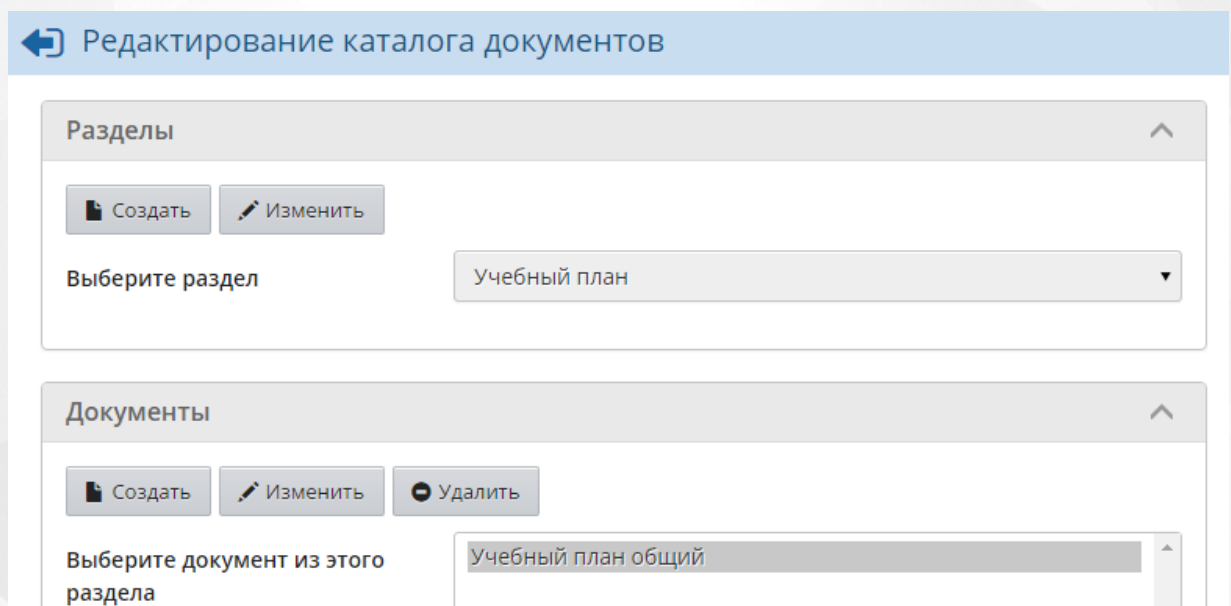 Редактирование каталога документов
Разделы
Создать Изменить
Выберите раздел Учебный план
Документы
Создать Изменить Удалить
Выберите документ из этого Учебный план общий
раздела